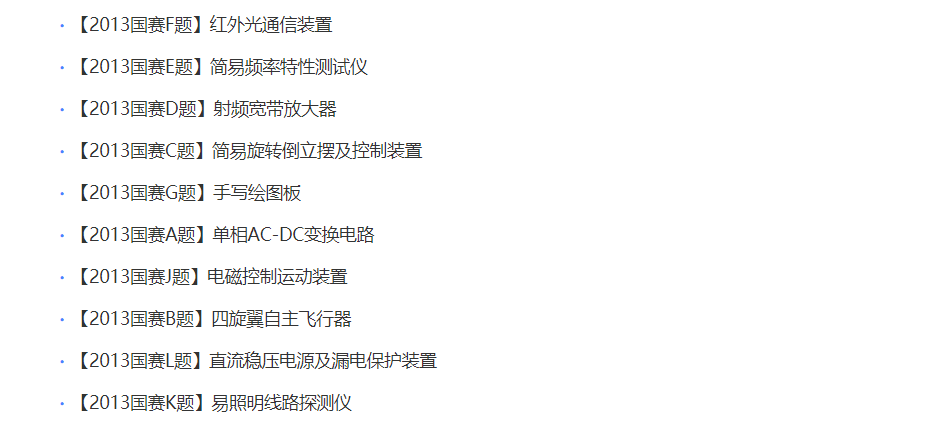 【2013国赛F题】红外光通信装置
【2013国赛E题】简易频率特性测试仪
【2013国赛D题】射频宽带放大器
【2013国赛C题】简易旋转倒立摆及控制装置
【2013国赛G题】手写绘图板
【2013国赛A题】单相AC-DC变换电路
【2013国赛J题】电磁控制运动装置
【2013国赛B题】四旋翼自主飞行器
【2013国赛L题】直流稳压电源及漏电保护装置
【2013国赛K题】易照明线路探测仪